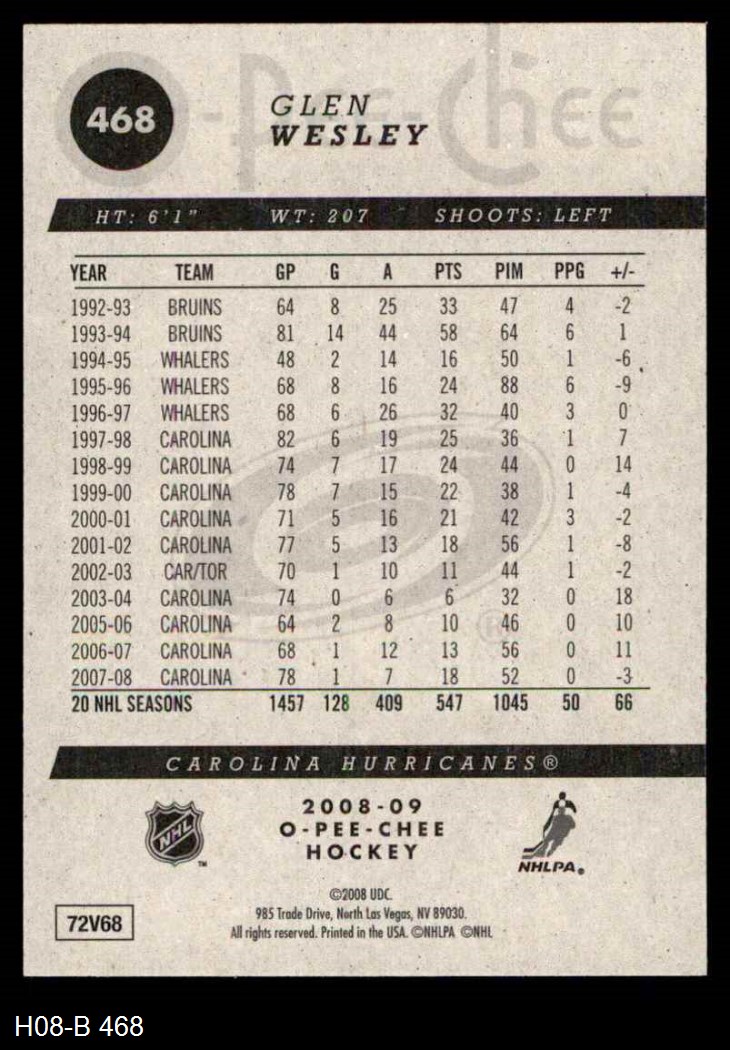 O-Pee-Chee
468
GLEN
WESLEY
HT: 6'1" WT: 207 SHOOTS: LEFT
YEAR TEAM GP G A PTS PIM PPG +/-
1992-93 BRUINS 64 8 25 33 47 4 -2
1993-94 BRUINS 81 14 44 58 64 6 1
1994-95 WHALERS 48 2 14 16 50 1 -6
1995-96 WHALERS 68 8 16 24 88 6 -9
1996-97 WHALERS 68 6 26 32 40 3 0
1997-98 CAROLINA 82 6 19 25 36 1 7
1998-99 CAROLINA 74 7 17 24 44 0 14
1999-00 CAROLINA 78 7 15 22 38 1 -4
2000-01 CAROLINA 71 5 16 21 42 3 -2
2001-02 CAROLINA 77 5 13 18 56 1 -8
2002-03 CAR/TOR 70 1 10 11 44 1 -2
2003-04 CAROLINA 74 0 6 6 32 0 18
2005-06 CAROLINA 64 2 8 10 46 0 10
2006-07 CAROLINA 68 1 12 13 56 0 11
2007-08 CAROLINA 78 1 7 18 52 0 -3
20 NHL SEASONS 1457 128 409 547 1045 50 66
CAROLINA HURRICANES®
NHL ™
2008-09
O-PEE-CHEE
HOCKEY
NHLPA®
©2008 UDC.
985 Trade Drive, North Las Vegas, NV 89030.
All rights reserved. Printed in the USA. ©NHLPA ©NHL
72V68
H08-B 468